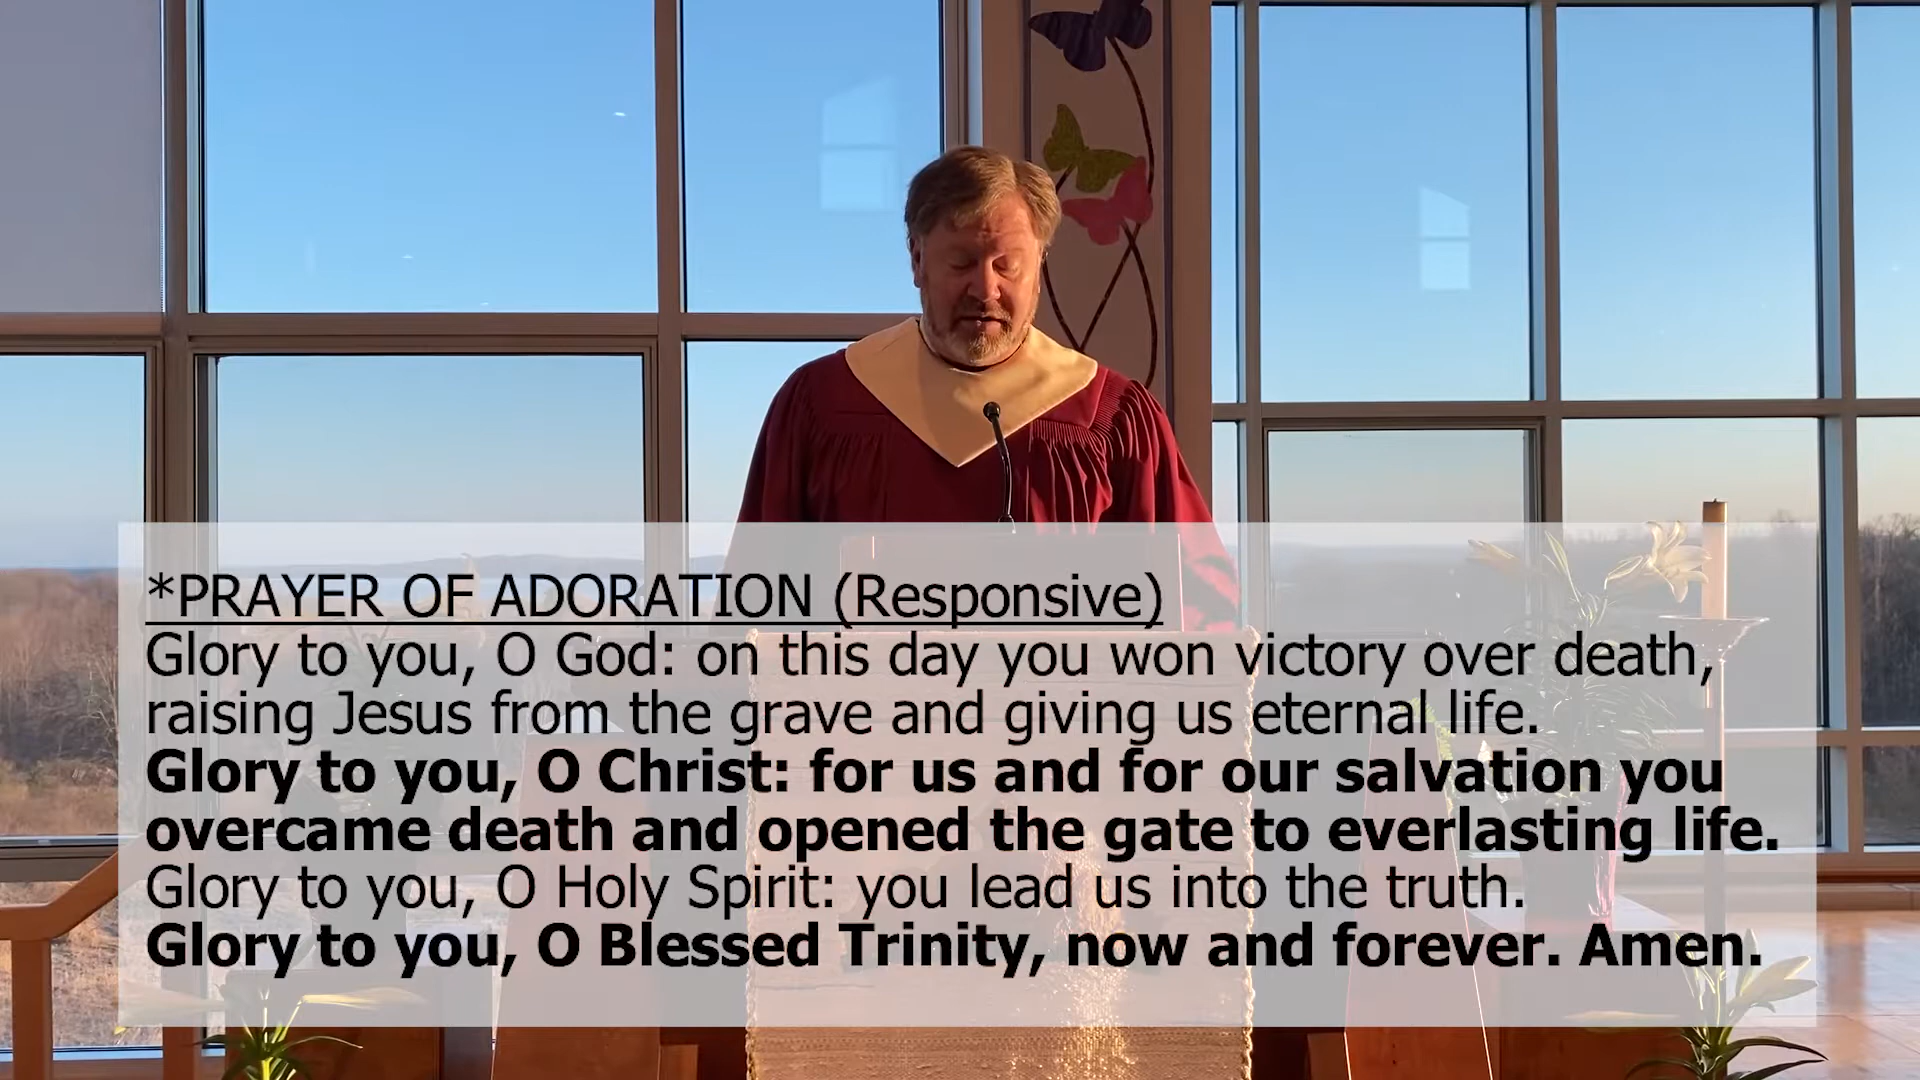 *PRAYER OF ADORATION (Responsive)
Glory to you, O God: on this day you won victory over death,
raising Jesus from the grave and giving us eternal life.
Glory to you, O Christ: for us and for our salvation you
overcame death and opened the gate to everlasting life.
Glory to you, O Holy Spirit: you lead us into the truth.
Glory to you, O Blessed Trinity, now and forever. Amen.